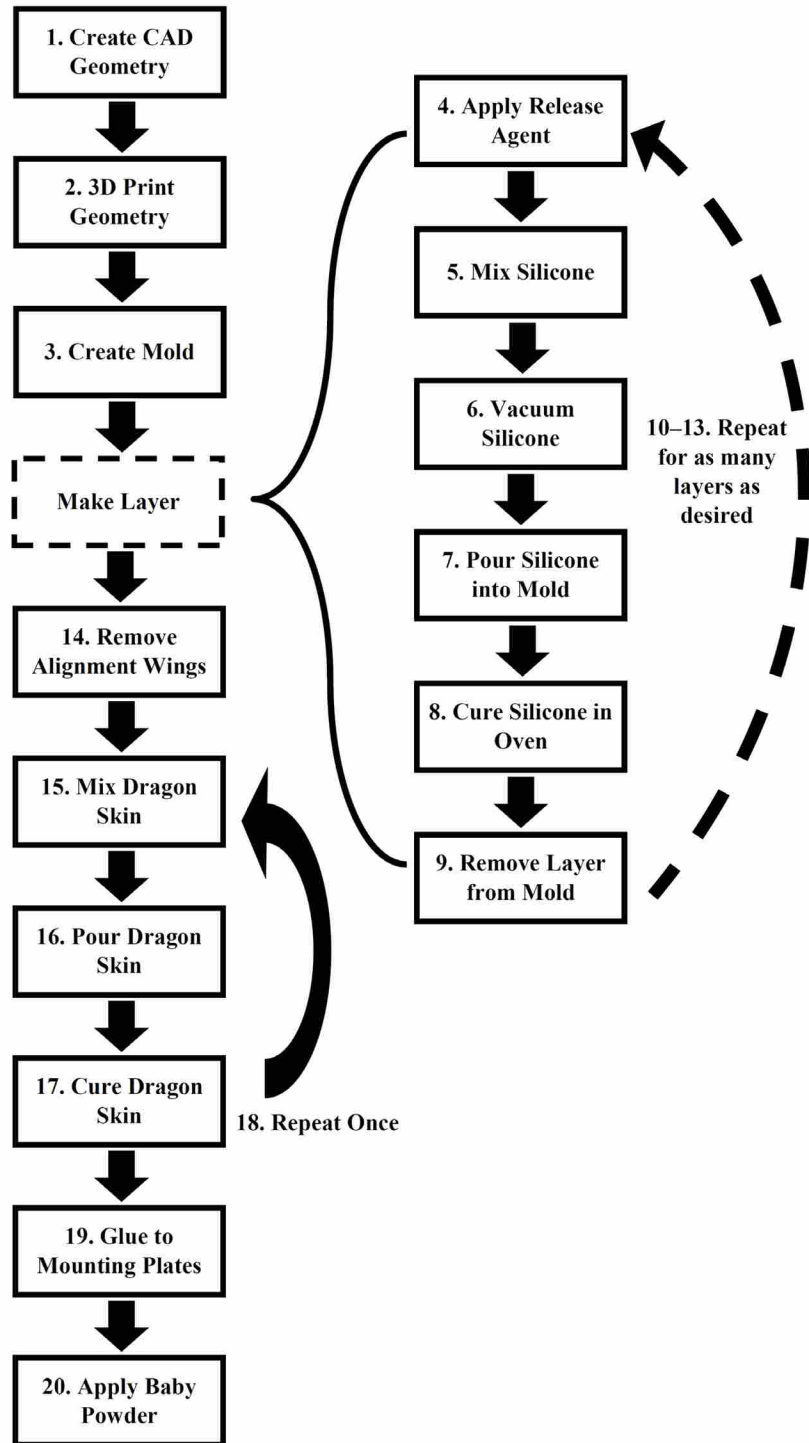 1. Create CAD
Geometry
2. 3D Print
Geometry
3. Create Mold
Make Layer
14. Remove
Alignment Wings
15. Mix Dragon
Skin
16. Pour Dragon
Skin
17. Cure Dragon
Skin
18. Repeat Once
19. Glue to
Mounting Plates
20. Apply Baby
Powder
4. Apply Release
Agent
5. Mix Silicone
6. Vacuum
Silicone
7. Pour Silicone
into Mold
8. Cure Silicone in
Oven
9. Remove Layer
from Mold
10–13. Repeat
for as many
layers as
desired